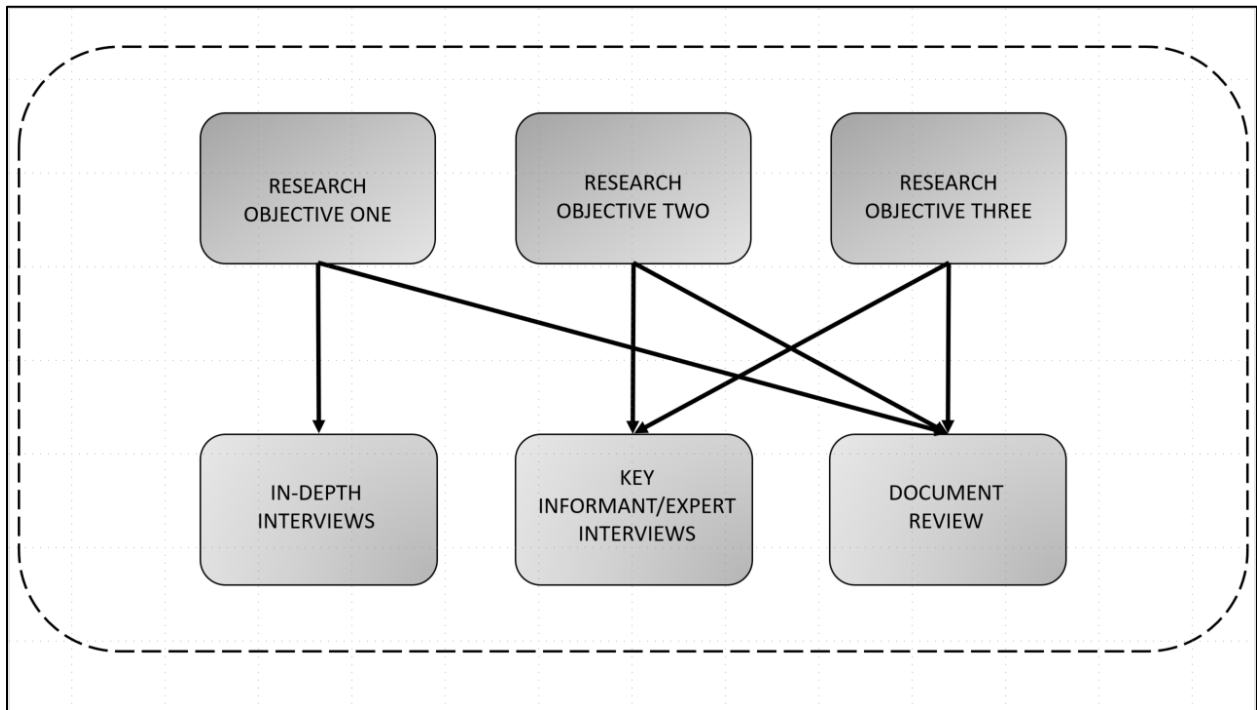 RESEARCH
OBJECTIVE ONE
RESEARCH
OBJECTIVE TWO
RESEARCH
OBJECTIVE THREE
IN-DEPTH
INTERVIEWS
KEY
INFORMANT/EXPERT
INTERVIEWS
DOCUMENT
REVIEW